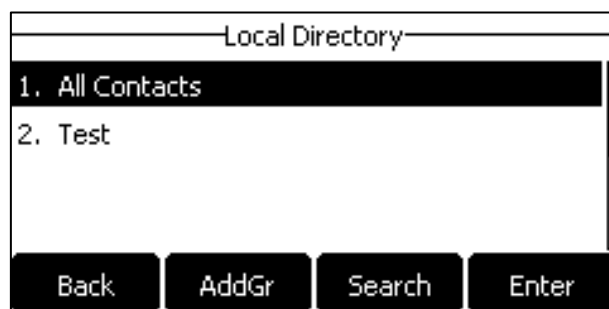 Local Directory
1. All Contacts
2. Test
Back AddGr Search Enter